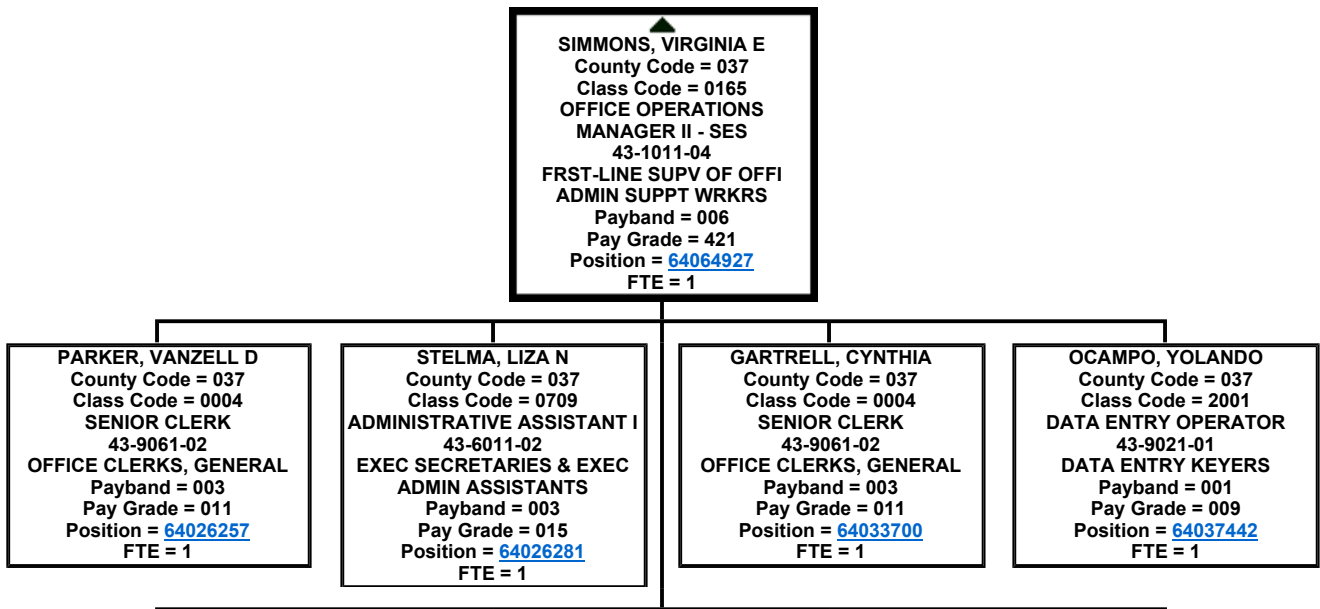 SIMMONS, VIRGINIA E
County Code = 037
Class Code = 0165
OFFICE OPERATIONS
MANAGER II - SES
43-1011-04
FRST-LINE SUPV OF OFFI
ADMIN SUPPT WRKRS
Payband = 006
Pay Grade = 421
Position = 64064927
FTE = 1
PARKER, VANZELL D
County Code = 037
Class Code = 0004
SENIOR CLERK
43-9061-02
OFFICE CLERKS, GENERAL
Payband = 003
Pay Grade = 011
Position = 64026257
FTE = 1
STELMA, LIZA N
County Code = 037
Class Code = 0709
ADMINISTRATIVE ASSISTANT I
43-6011-02
EXEC SECRETARIES & EXEC
ADMIN ASSISTANTS
Payband = 003
Pay Grade = 015
Position = 64026281
FTE = 1
GARTRELL, CYNTHIA
County Code = 037
Class Code = 0004
SENIOR CLERK
43-9061-02
OFFICE CLERKS, GENERAL
Payband = 003
Pay Grade = 011
Position = 64033700
FTE = 1
OCAMPO, YOLANDO
County Code = 037
Class Code = 2001
DATA ENTRY OPERATOR
43-9021-01
DATA ENTRY KEYERS
Payband = 001
Pay Grade = 009
Position = 64037442
FTE = 1